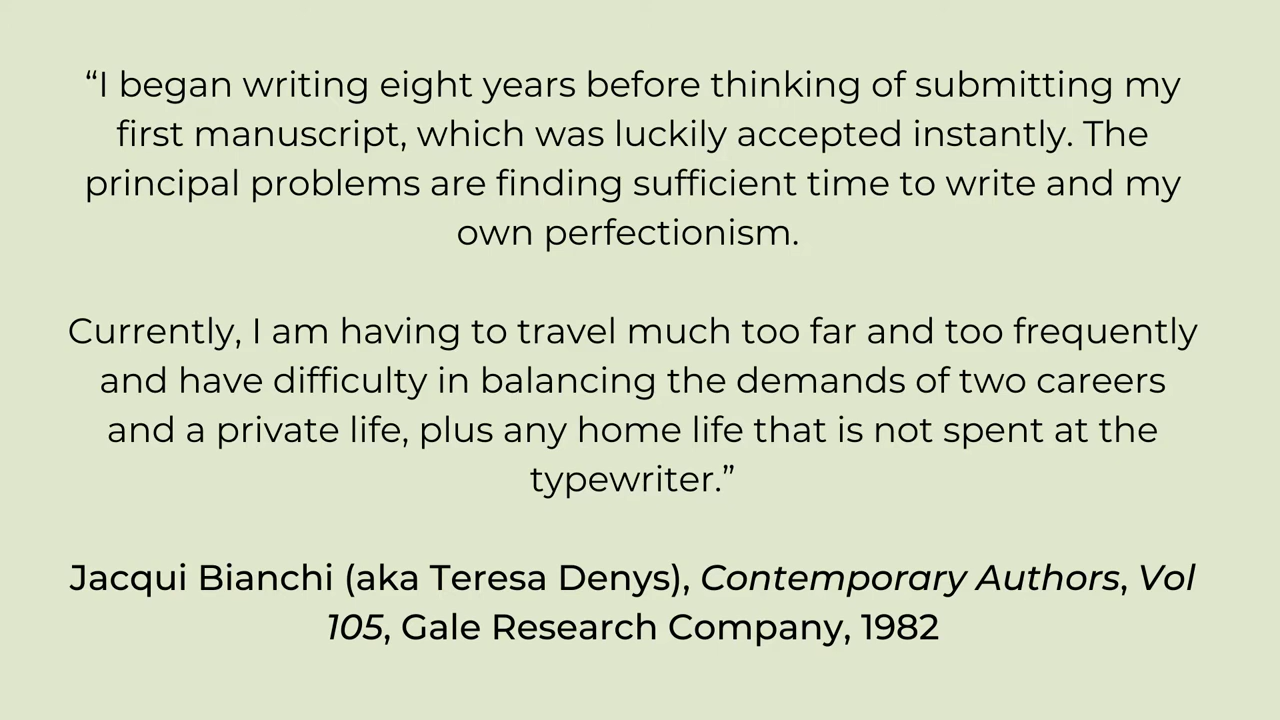 “I began writing eight years before thinking of submitting my
first manuscript, which was luckily accepted instantly. The
principal problems are finding sufficient time to write and my
own perfectionism.
Currently, I am having to travel much too far and too frequently
and have difficulty in balancing the demands of two careers
and a private life, plus any home life that is not spent at the
typewriter.”
Jacqui Bianchi (aka Teresa Denys), Contemporary Authors, Vol
105, Gale Research Company, 1982